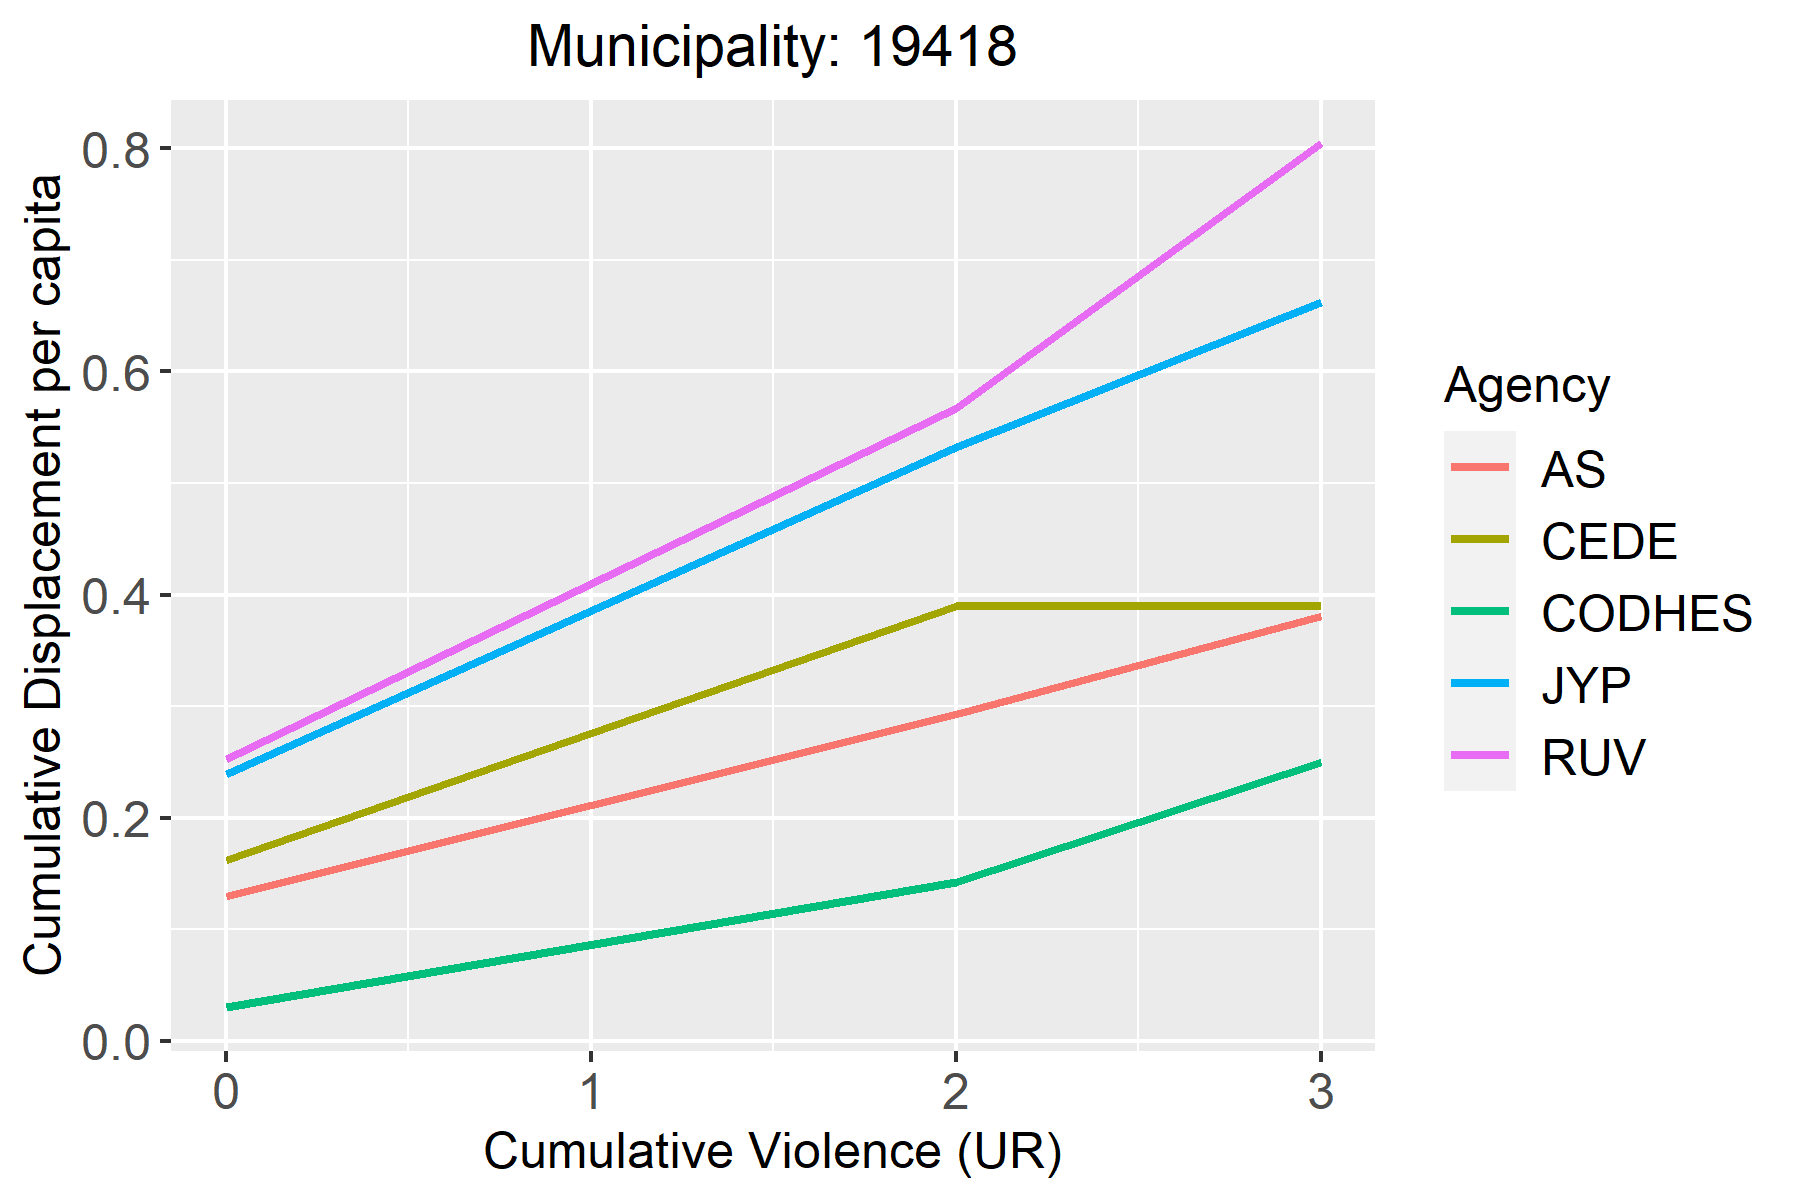 Municipality: 19418
Cumulative Displacement per capita
0.8
0.6
0.4
0.2
0.0
0 1 2 3
Cumulative Violence (UR)
Agency
AS
CEDE
CODHES
JYP
RUV